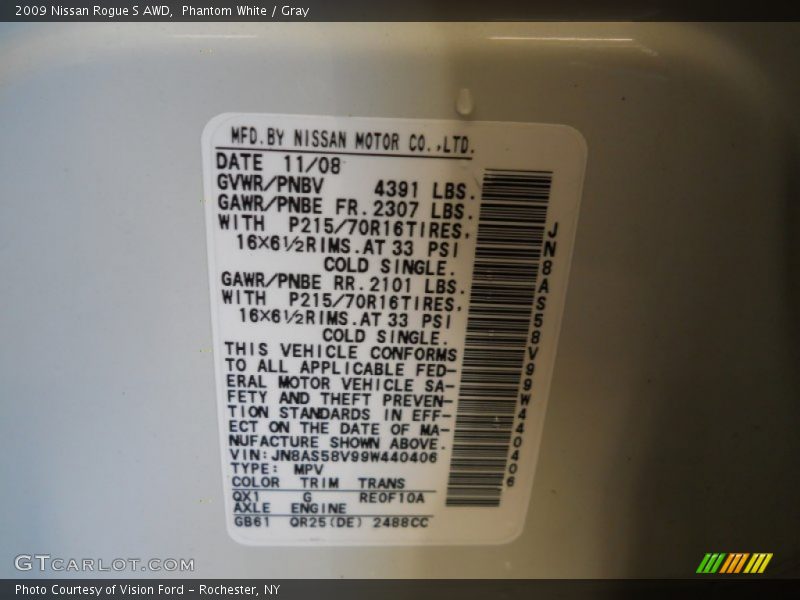 2009 Nissan Rogue S AWD, Phantom White / Gray
MFD.BY NISSAN MOTOR CO.,LTD.
DATE 11/08
GVWR/PNBV 4391 LBS.
GAWR/PNBE FR.2307 LBS.
WITH P215/70R16TIRES,
16×6½RIMS.AT 33 PSI
COLD SINGLE.
GAWR/PNBE RR.2101 LBS.
WITH P215/70R16TIRES,
16×6½RIMS.AT 33 PSI
COLD SINGLE.
THIS VEHICLE CONFORMS
TO ALL APPLICABLE FED-
ERAL MOTOR VEHICLE SA-
FETY AND THEFT PREVEN-
TION STANDARDS IN EFF-
ECT ON THE DATE OF MA-
NUFACTURE SHOWN ABOVE.
VIN:JN8AS58V99W440406
TYPE: MPV
COLOR TRIM TRANS
QX1 G RE0F10A
AXLE ENGINE
GB61 QR25(DE) 2488CC
JN8AS58V99W440406
GTCARLOT.COM
Photo Courtesy of Vision Ford - Rochester, NY